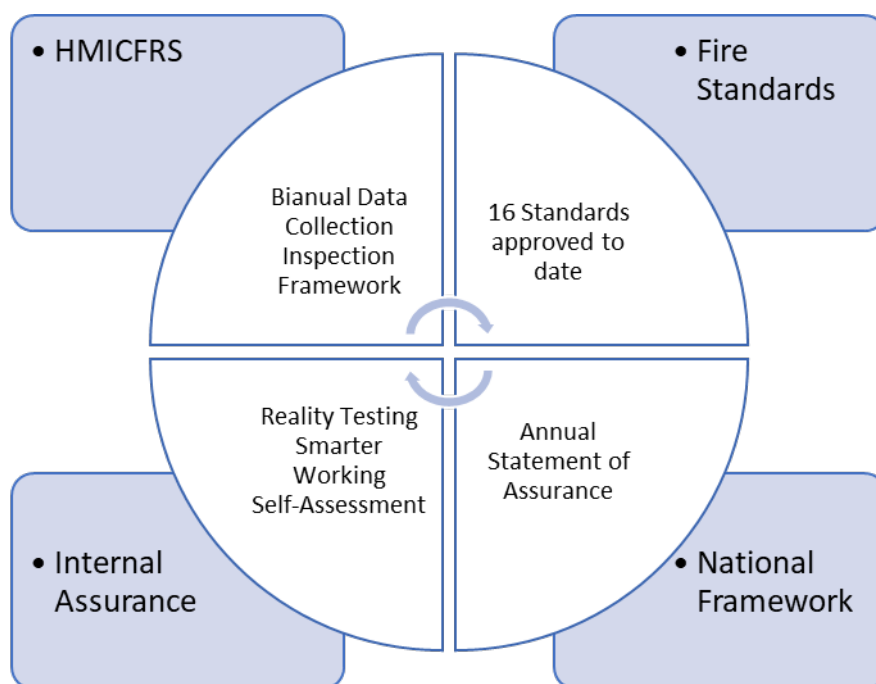 • HMICFRS
• Fire
Standards
Bianual Data
Collection
Inspection
Framework
16 Standards
approved to
date
Reality Testing
Smarter
Working
Self-Assessment
Annual
Statement of
Assurance
• Internal
Assurance
• National
Framework